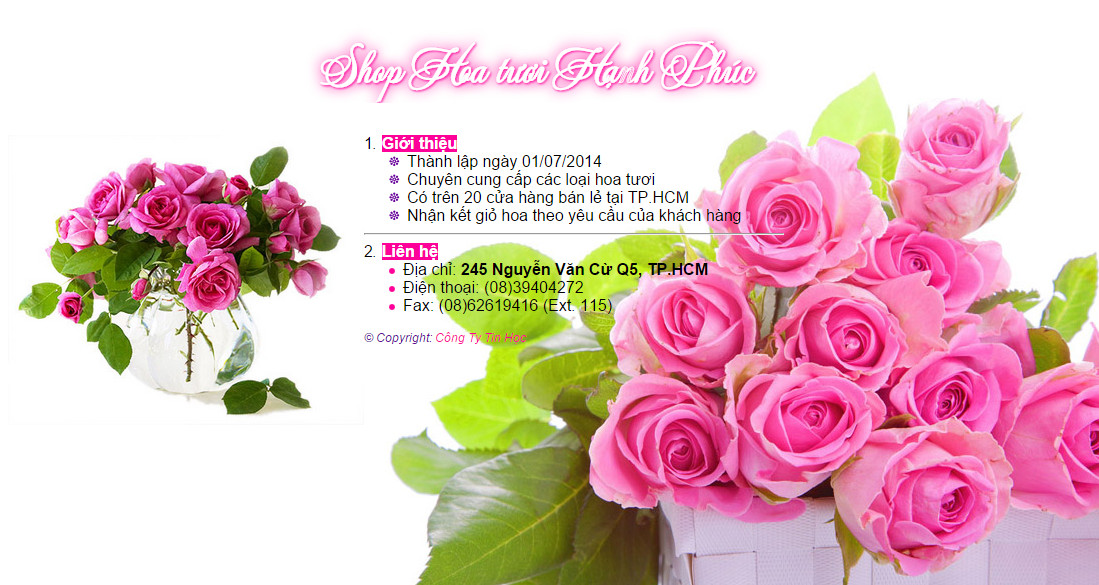 Shop Hoa tươi Hạnh Phúc
1. Giới thiệu
Thành lập ngày 01/07/2014
Chuyên cung cấp các loại hoa tươi
Có trên 20 cửa hàng bán lẻ tại TP.HCM
Nhận kết giỏ hoa theo yêu cầu của khách hàng
2. Liên hệ
Địa chỉ: 245 Nguyễn Văn Cừ Q5, TP.HCM
Điện thoại: (08)39404272
Fax: (08)62619416 (Ext. 115)
© Copyright: Công Ty Tin Học